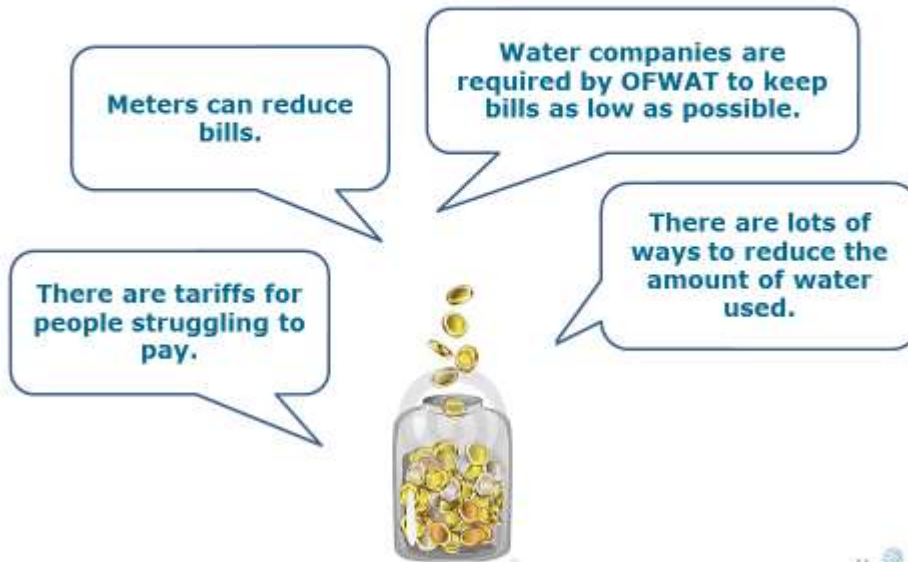 Meters can reduce
bills.
Water companies are
required by OFWAT to keep
bills as low as possible.
There are tariffs for
people struggling to
pay.
There are lots of
ways to reduce the
amount of water
used.